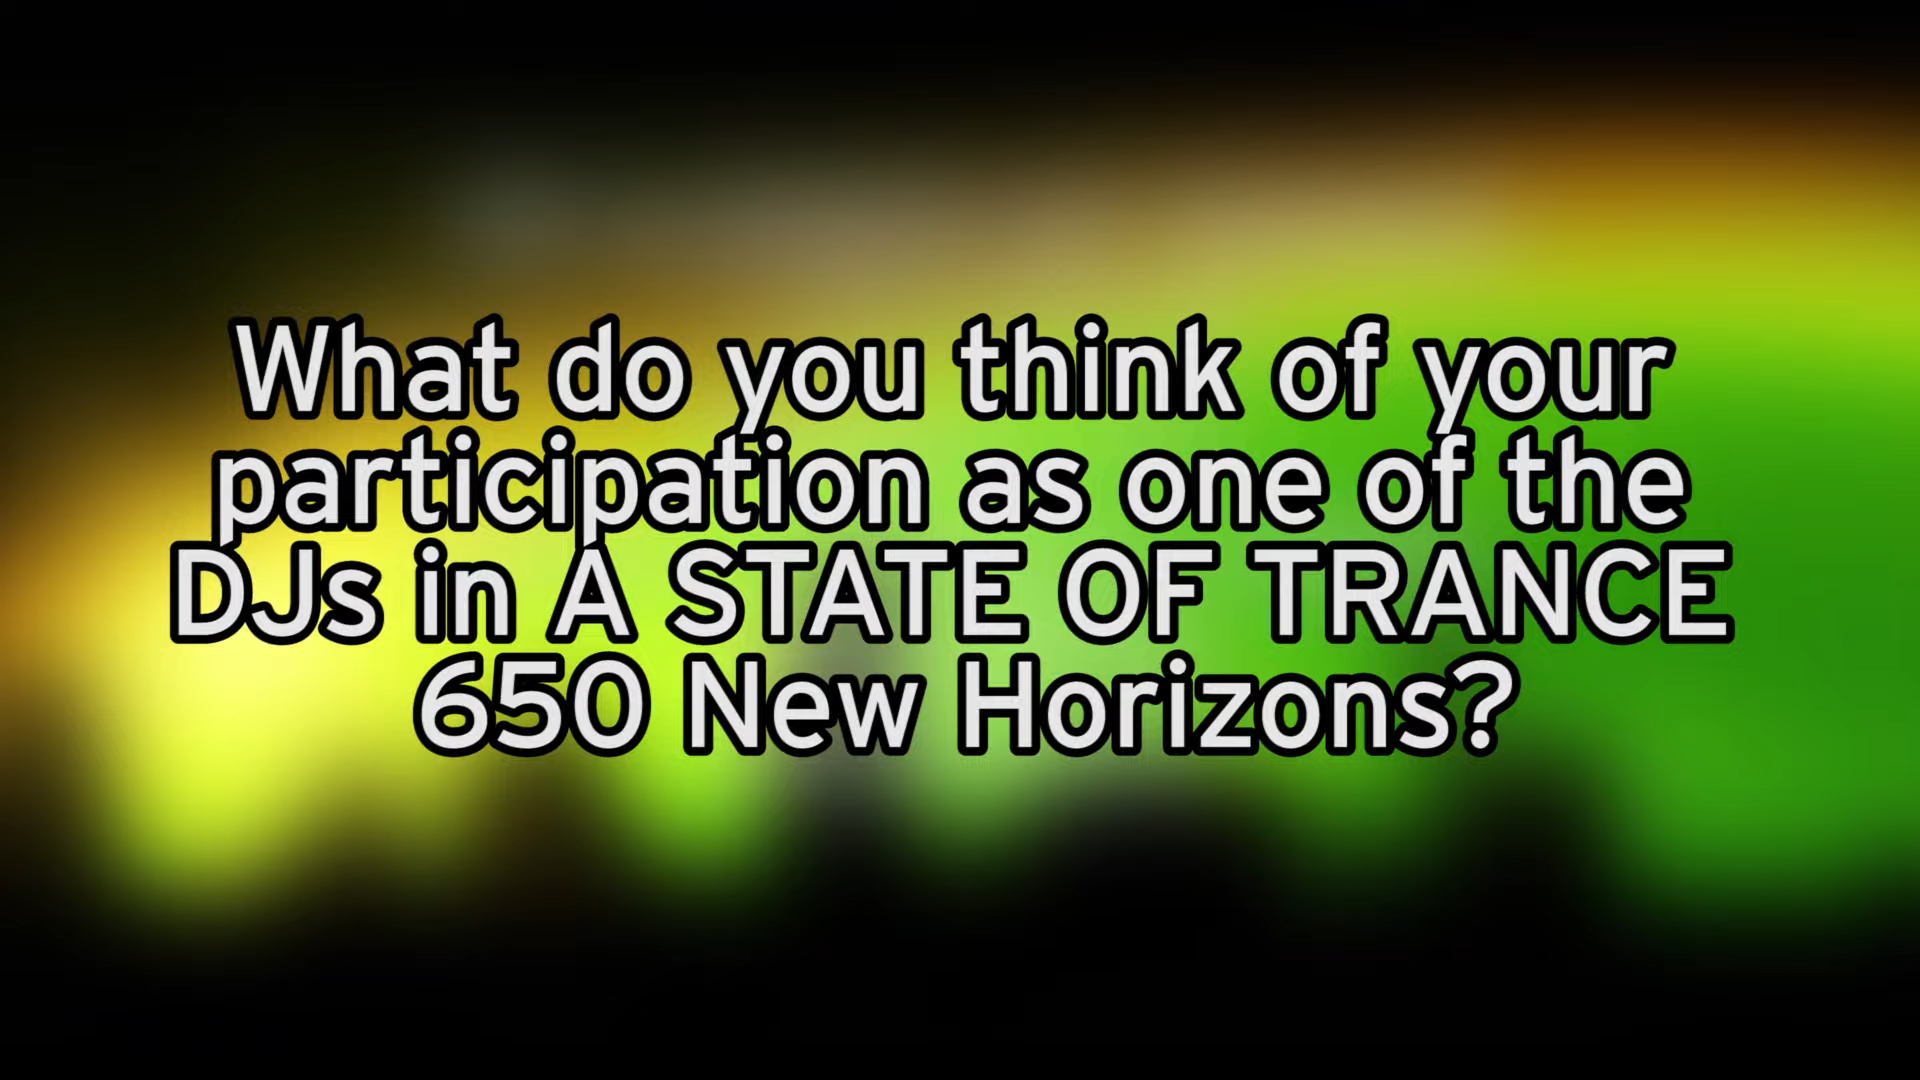 What do you think of your
participation as one of the
DJs in A STATE OF TRANCE
650 New Horizons?